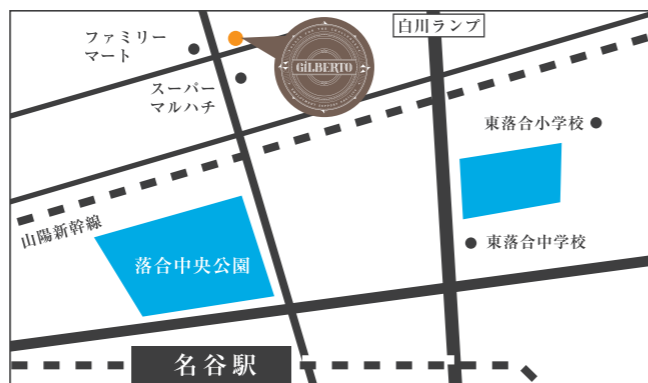 ファミリー
マート
スーパー
マルハチ
GiLBERTO
白川ランプ
東落合小学校
山陽新幹線
落合中央公園
東落合中学校
名谷駅